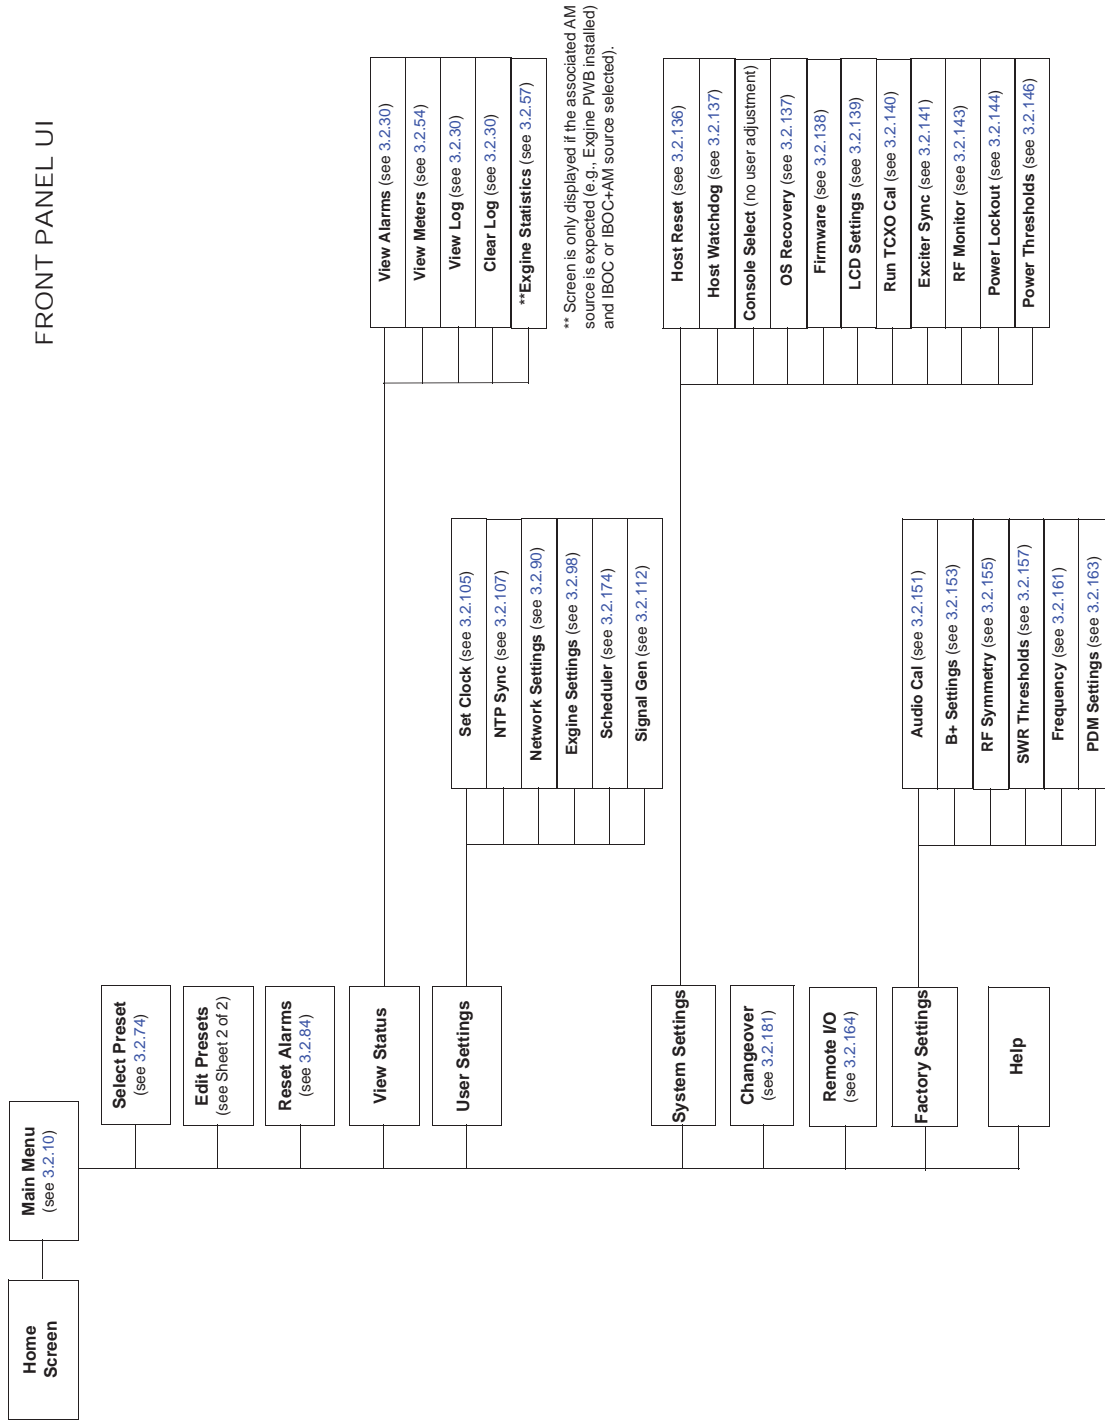 FRONT PANEL UI
Home
Screen
Main Menu
(see 3.2.10)
Select Preset
(see 3.2.74)
Edit Presets
(see Sheet 2 of 2)
Reset Alarms
(see 3.2.84)
View Status
View Alarms (see 3.2.30)
View Meters (see 3.2.54)
View Log (see 3.2.30)
Clear Log (see 3.2.30)
**Exgine Statistics (see 3.2.57)
** Screen is only displayed if the associated AM
source is expected (e.g., Exgine PWB installed)
and IBOC or IBOC+AM source selected).
User Settings
Set Clock (see 3.2.105)
NTP Sync (see 3.2.107)
Network Settings (see 3.2.90)
Exgine Settings (see 3.2.98)
Scheduler (see 3.2.174)
Signal Gen (see 3.2.112)
System Settings
Host Reset (see 3.2.136)
Host Watchdog (see 3.2.137)
Console Select (no user adjustment)
OS Recovery (see 3.2.137)
Firmware (see 3.2.138)
LCD Settings (see 3.2.139)
Run TCXO Cal (see 3.2.140)
Exciter Sync (see 3.2.141)
RF Monitor (see 3.2.143)
Power Lockout (see 3.2.144)
Power Thresholds (see 3.2.146)
Changeover
(see 3.2.181)
Remote I/O
(see 3.2.164)
Factory Settings
Audio Cal (see 3.2.151)
B+ Settings (see 3.2.153)
RF Symmetry (see 3.2.155)
SWR Thresholds (see 3.2.157)
Frequency (see 3.2.161)
PDM Settings (see 3.2.163)
Help